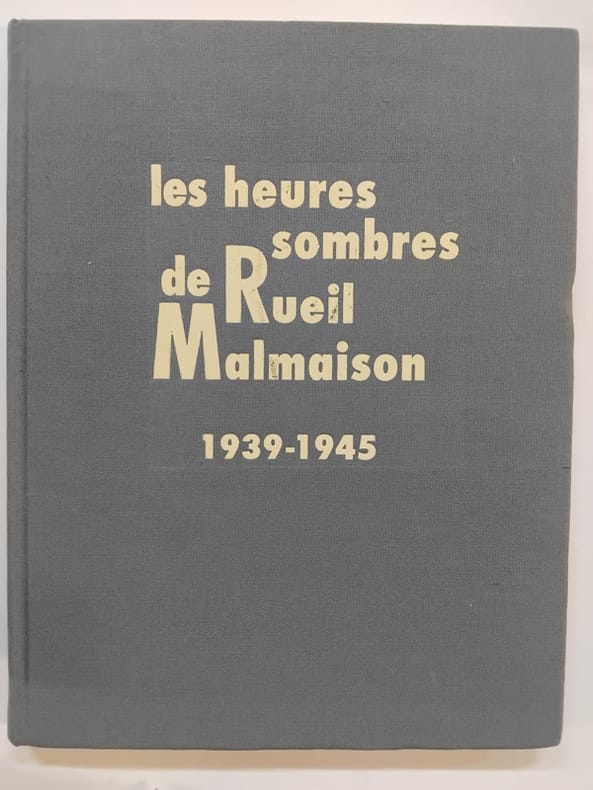 les heures
sombres
de Rueil
Malmaison
1939-1945